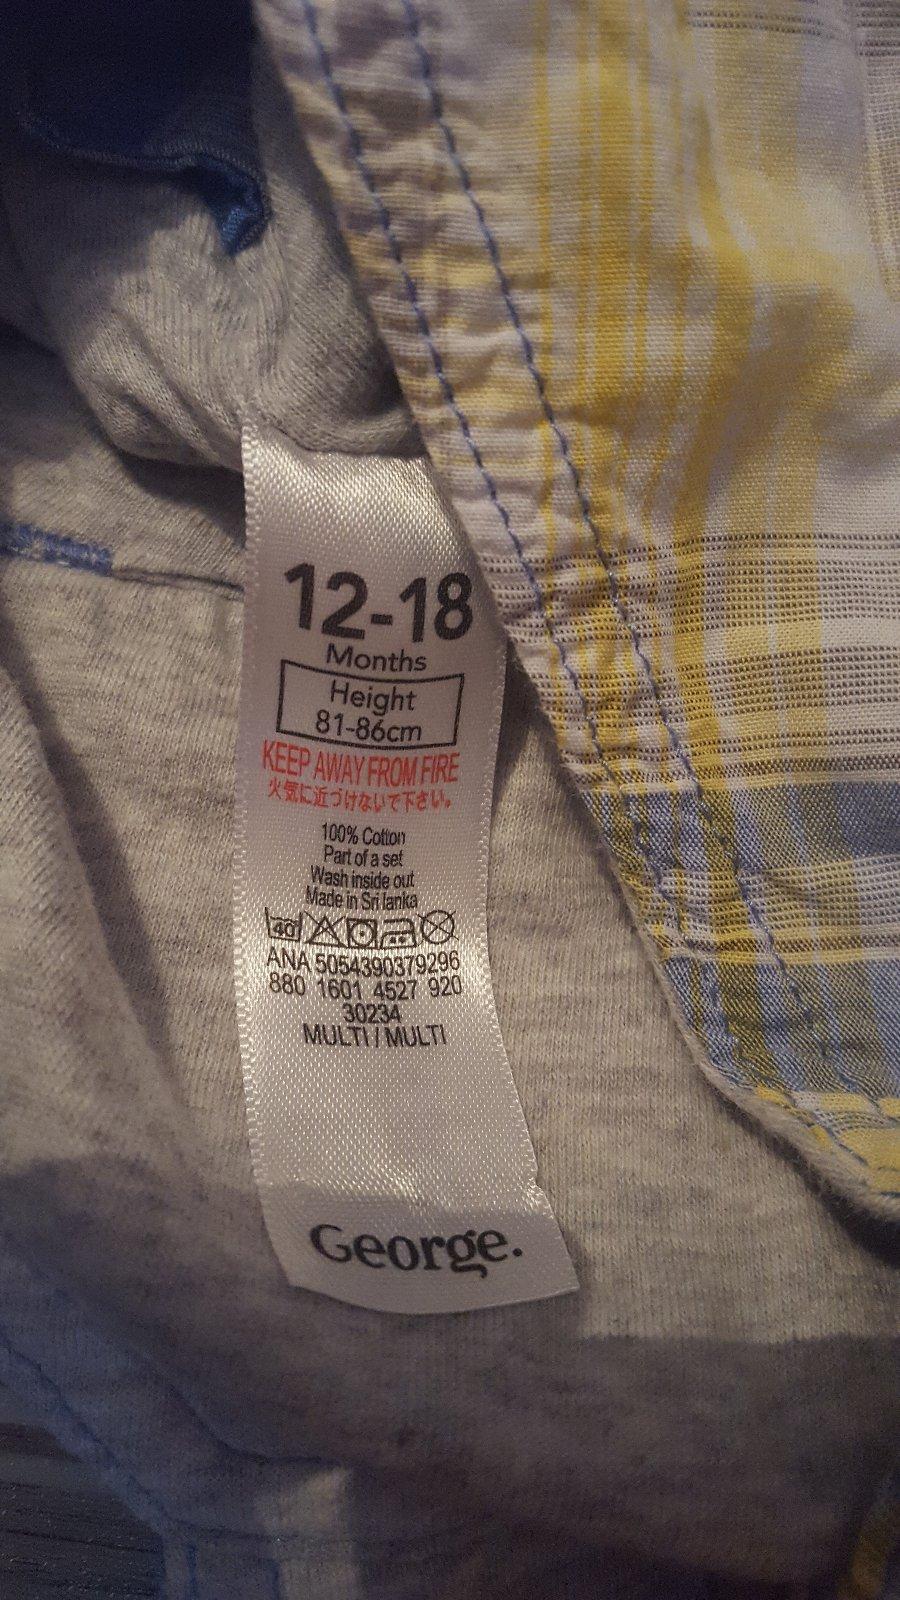 12-18
Months
Height
81-86cm
KEEP AWAY FROM FIRE
火気に近づけないで下さい。
100% Cotton
Part of a set
Wash inside out
Made in Sri lanka
40
ANA 5054390379296
880 1601 4527 920
30234
MULTI / MULTI
George.